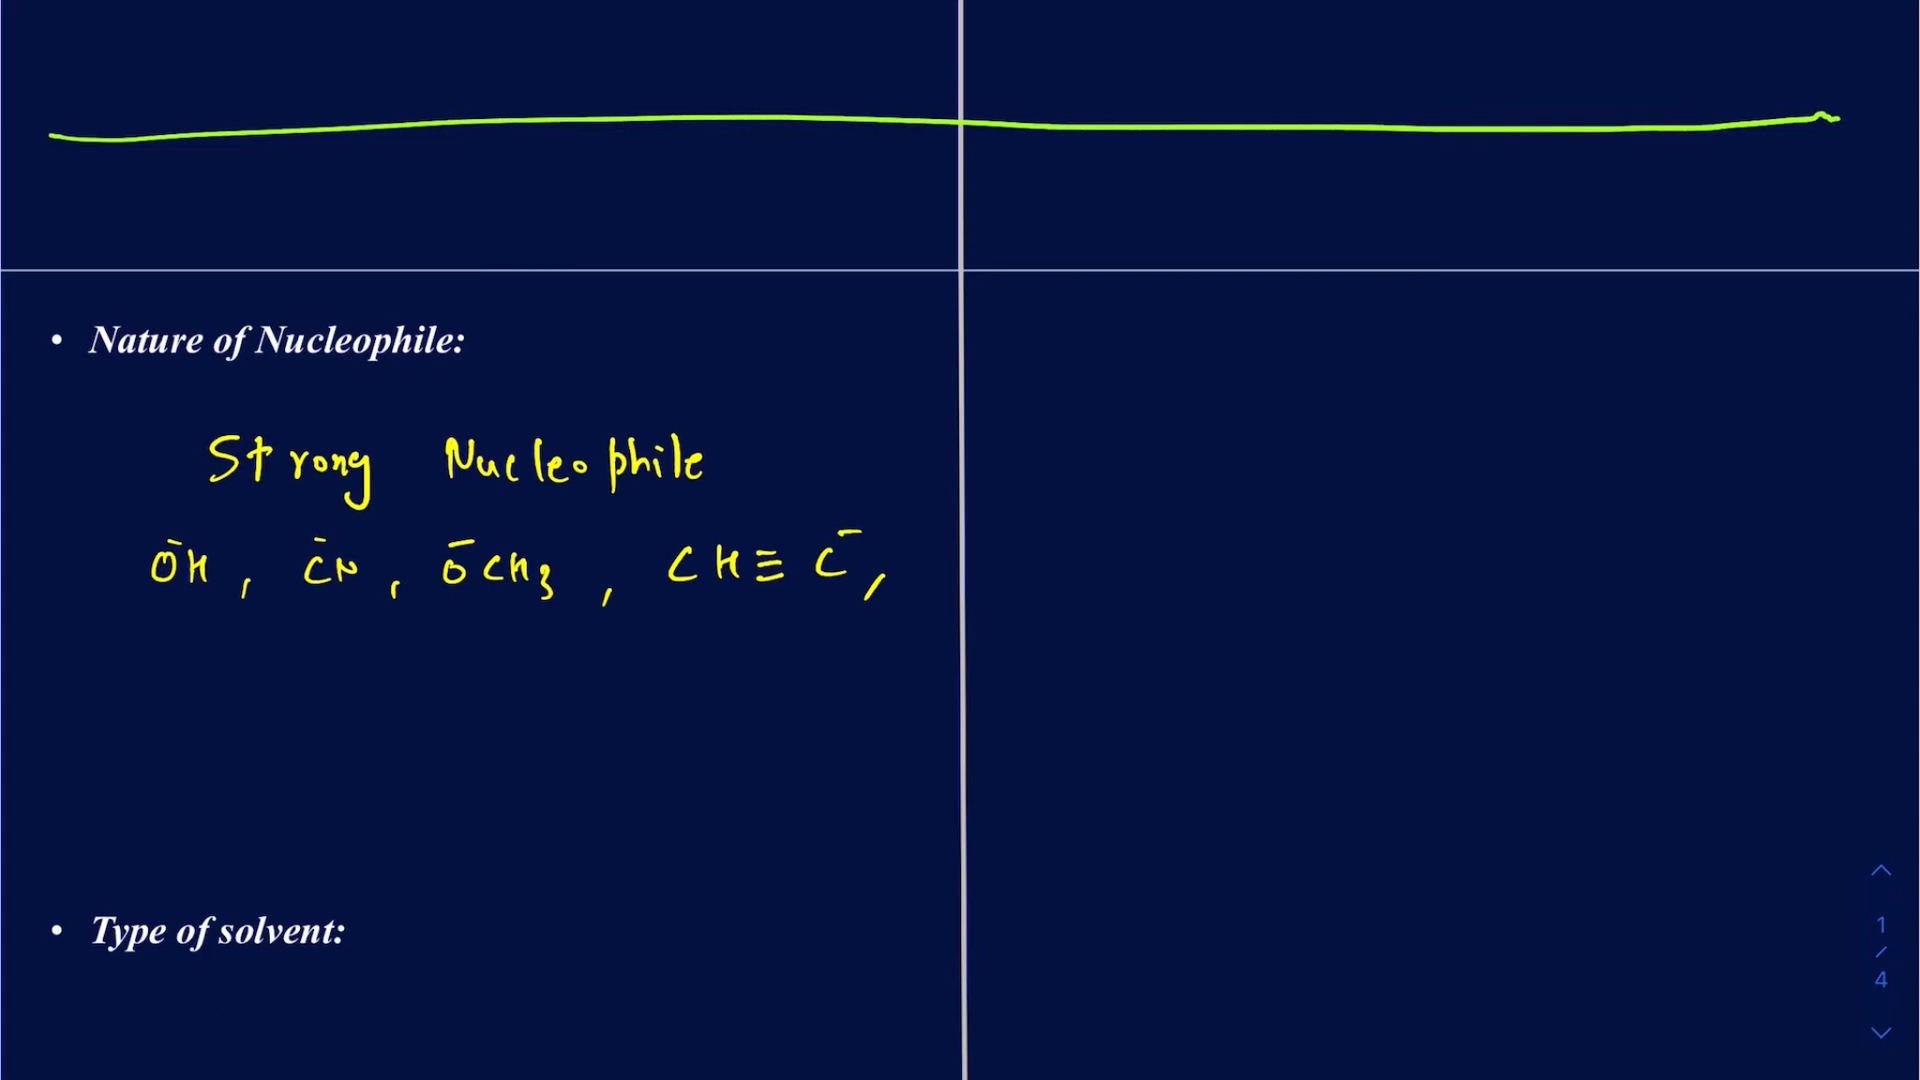 • Nature of Nucleophile:
Strong Nucleophile
ŌH, C̄N, ŌCH₃, CH≡C⁻,
• Type of solvent:
1
/
4